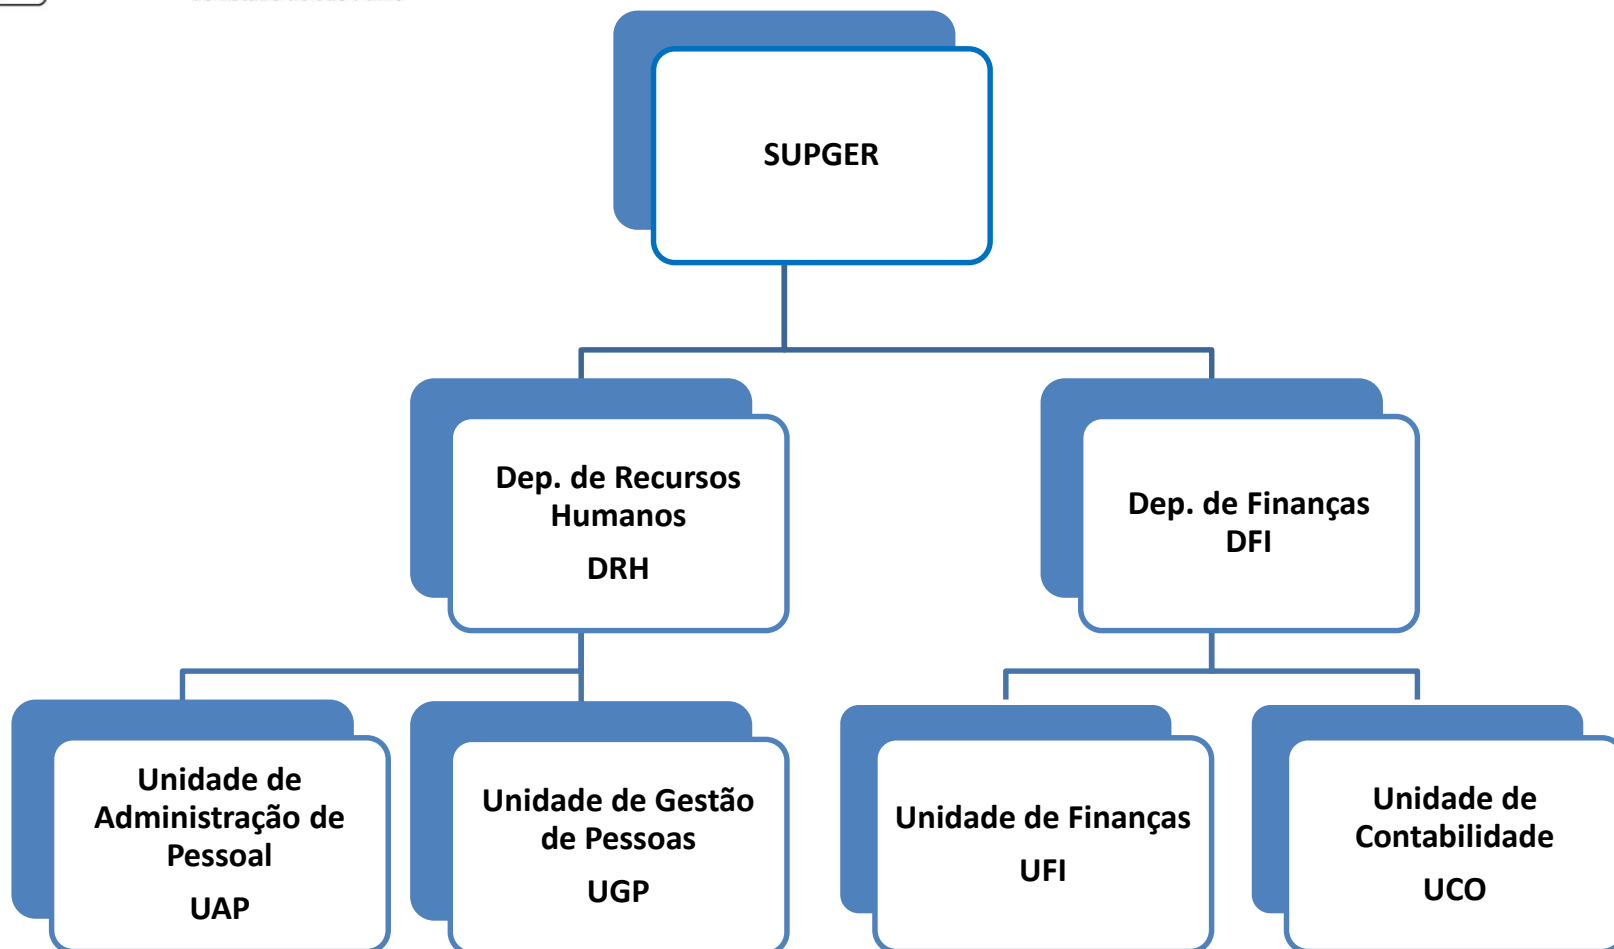 SUPGER
Dep. de Recursos
Humanos
DRH
Dep. de Finanças
DFI
Unidade de
Administração de
Pessoal
UAP
Unidade de Gestão
de Pessoas
UGP
Unidade de Finanças
UFI
Unidade de
Contabilidade
UCO